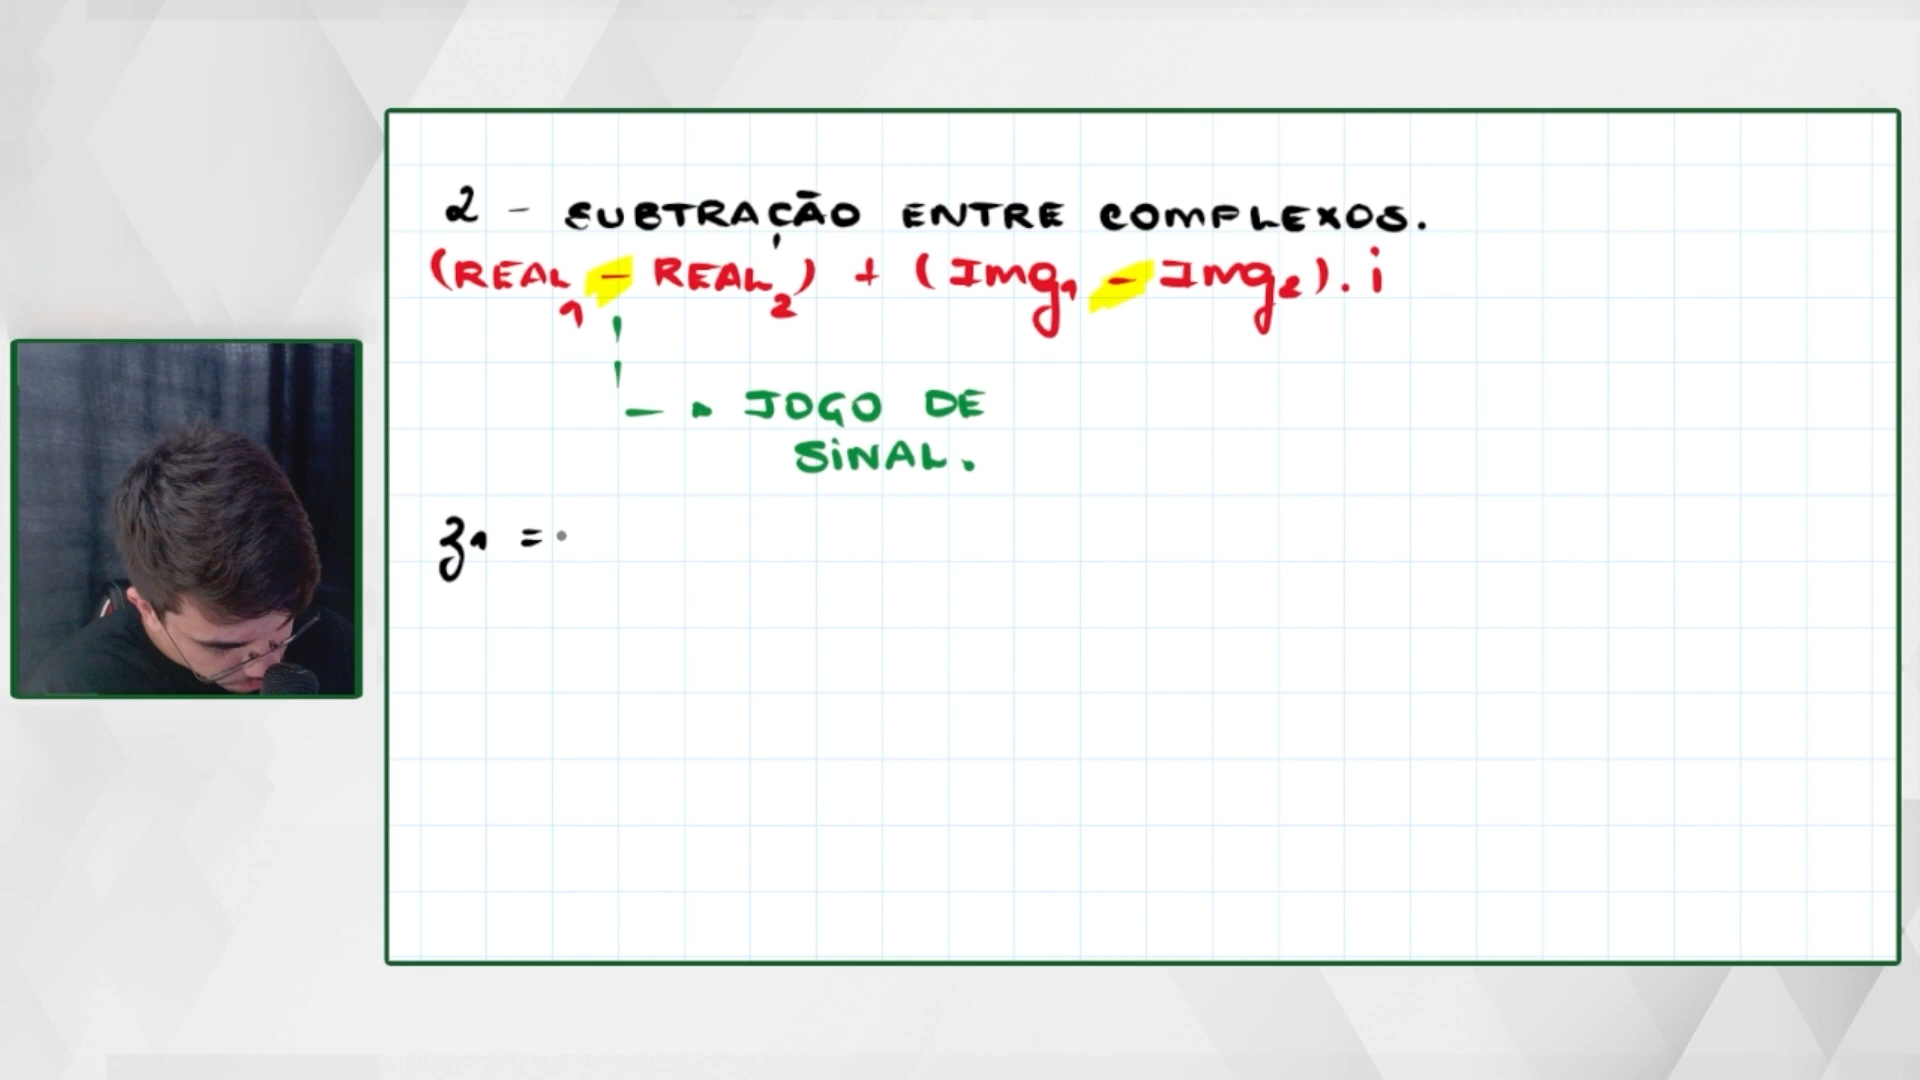 2 - SUBTRAÇÃO ENTRE COMPLEXOS.
(REAL₁ - REAL₂) + (Img₁ - Img₂). i
JOGO DE
SiNAL.
z₁ =